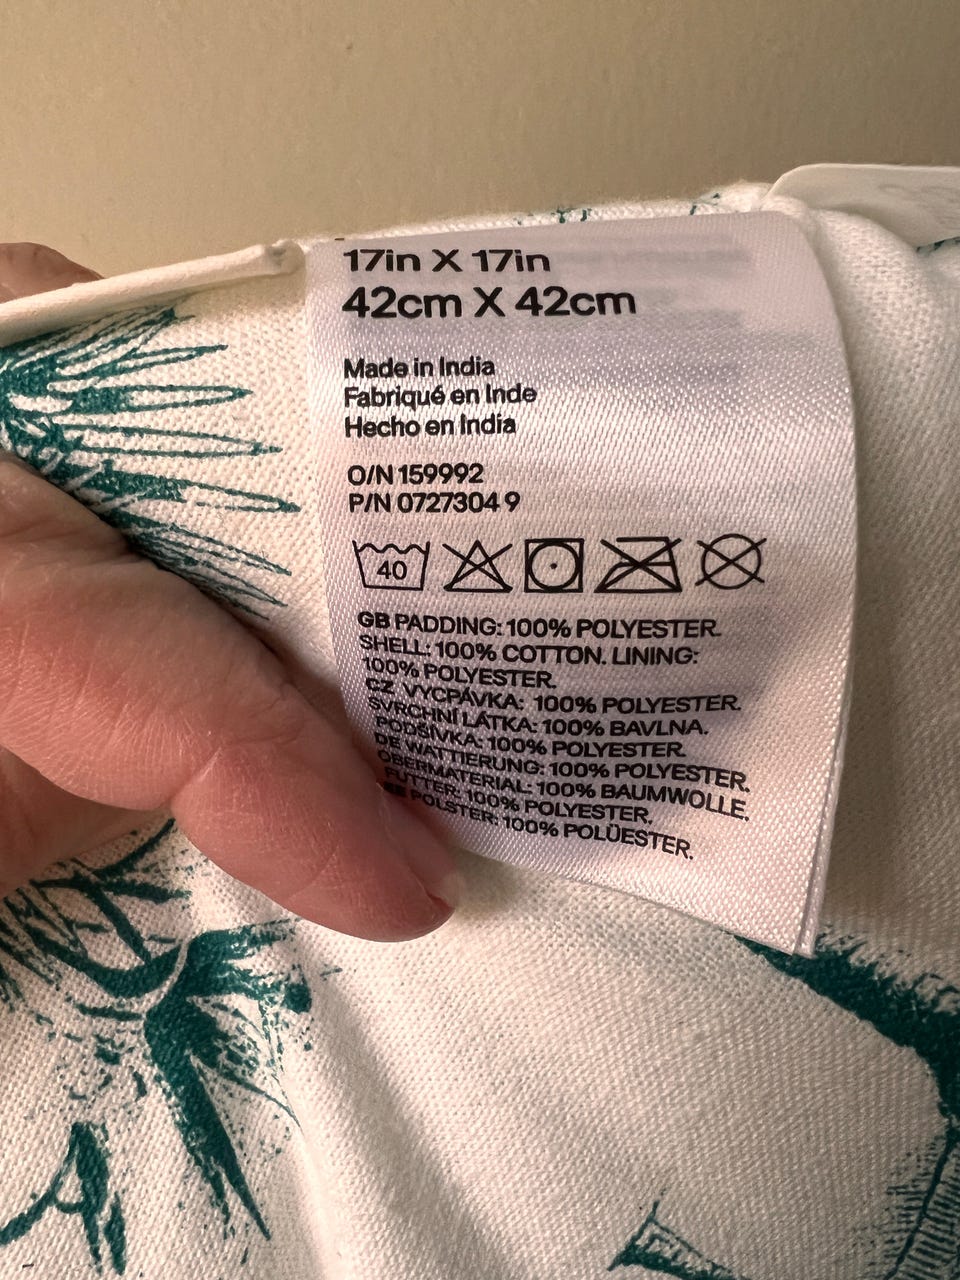 17in X 17in
42cm X 42cm
Made in India
Fabriqué en Inde
Hecho en India
O/N 159992
P/N 0727304 9
40
GB PADDING: 100% POLYESTER.
SHELL: 100% COTTON. LINING:
100% POLYESTER.
CZ VYCPÁVKA: 100% POLYESTER.
SVRCHNÍ LÁTKA: 100% BAVLNA.
PODŠÍVKA: 100% POLYESTER.
DE WATTIERUNG: 100% POLYESTER.
OBERMATERIAL: 100% BAUMWOLLE.
FUTTER: 100% POLYESTER.
EE POLSTER: 100% POLÜESTER.